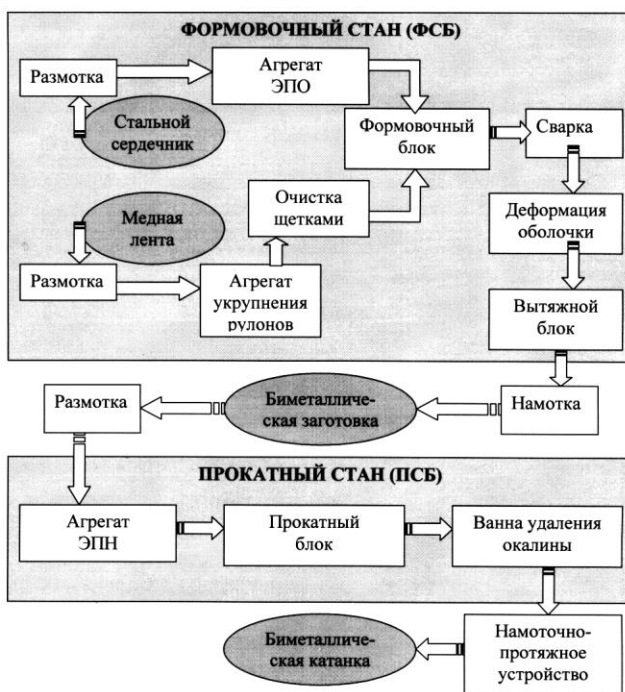 ФОРМОВОЧНЫЙ СТАН (ФСБ)
Размотка
Агрегат
ЭПО
Стальной
сердечник
Формовочный
блок
Сварка
Медная
лента
Очистка
щетками
Деформация
оболочки
Размотка
Агрегат
укрупнения
рулонов
Вытяжной
блок
Размотка
Биметалличе-
ская заготовка
Намотка
ПРОКАТНЫЙ СТАН (ПСБ)
Агрегат
ЭПН
Прокатный
блок
Ванна удаления
окалины
Биметалличе-
ская катанка
Намоточно-
протяжное
устройство